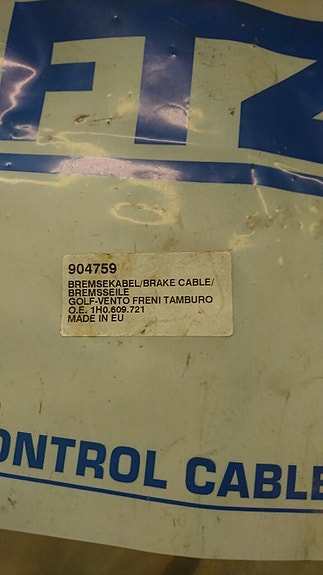 904759
BREMSEKABEL/BRAKE CABLE/
BREMSSEILE
GOLF-VENTO FRENI TAMBURO
O.E. 1H0.609.721
MADE IN EU
CONTROL CABLE